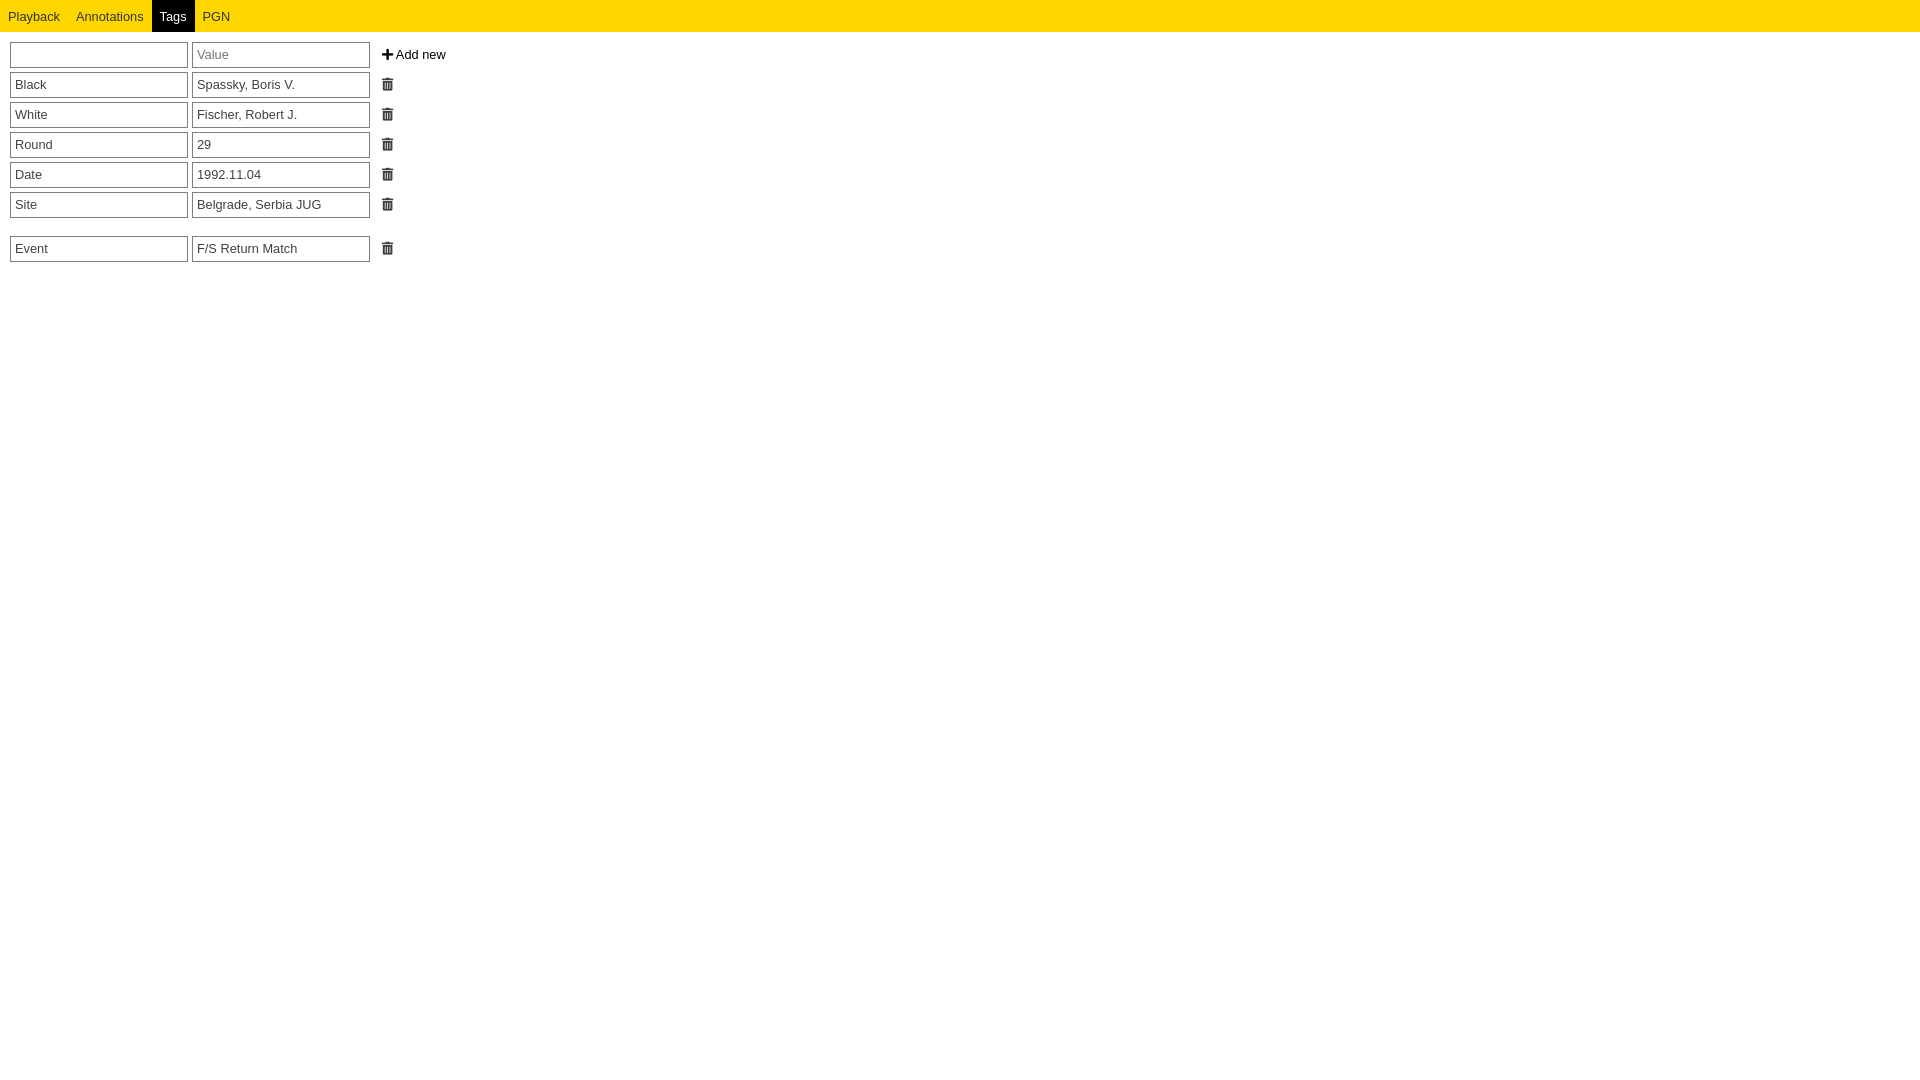 Playback Annotations Tags PGN
Value Add new
Black Spassky, Boris V.
White Fischer, Robert J.
Round 29
Date 1992.11.04
Site Belgrade, Serbia JUG
Event F/S Return Match